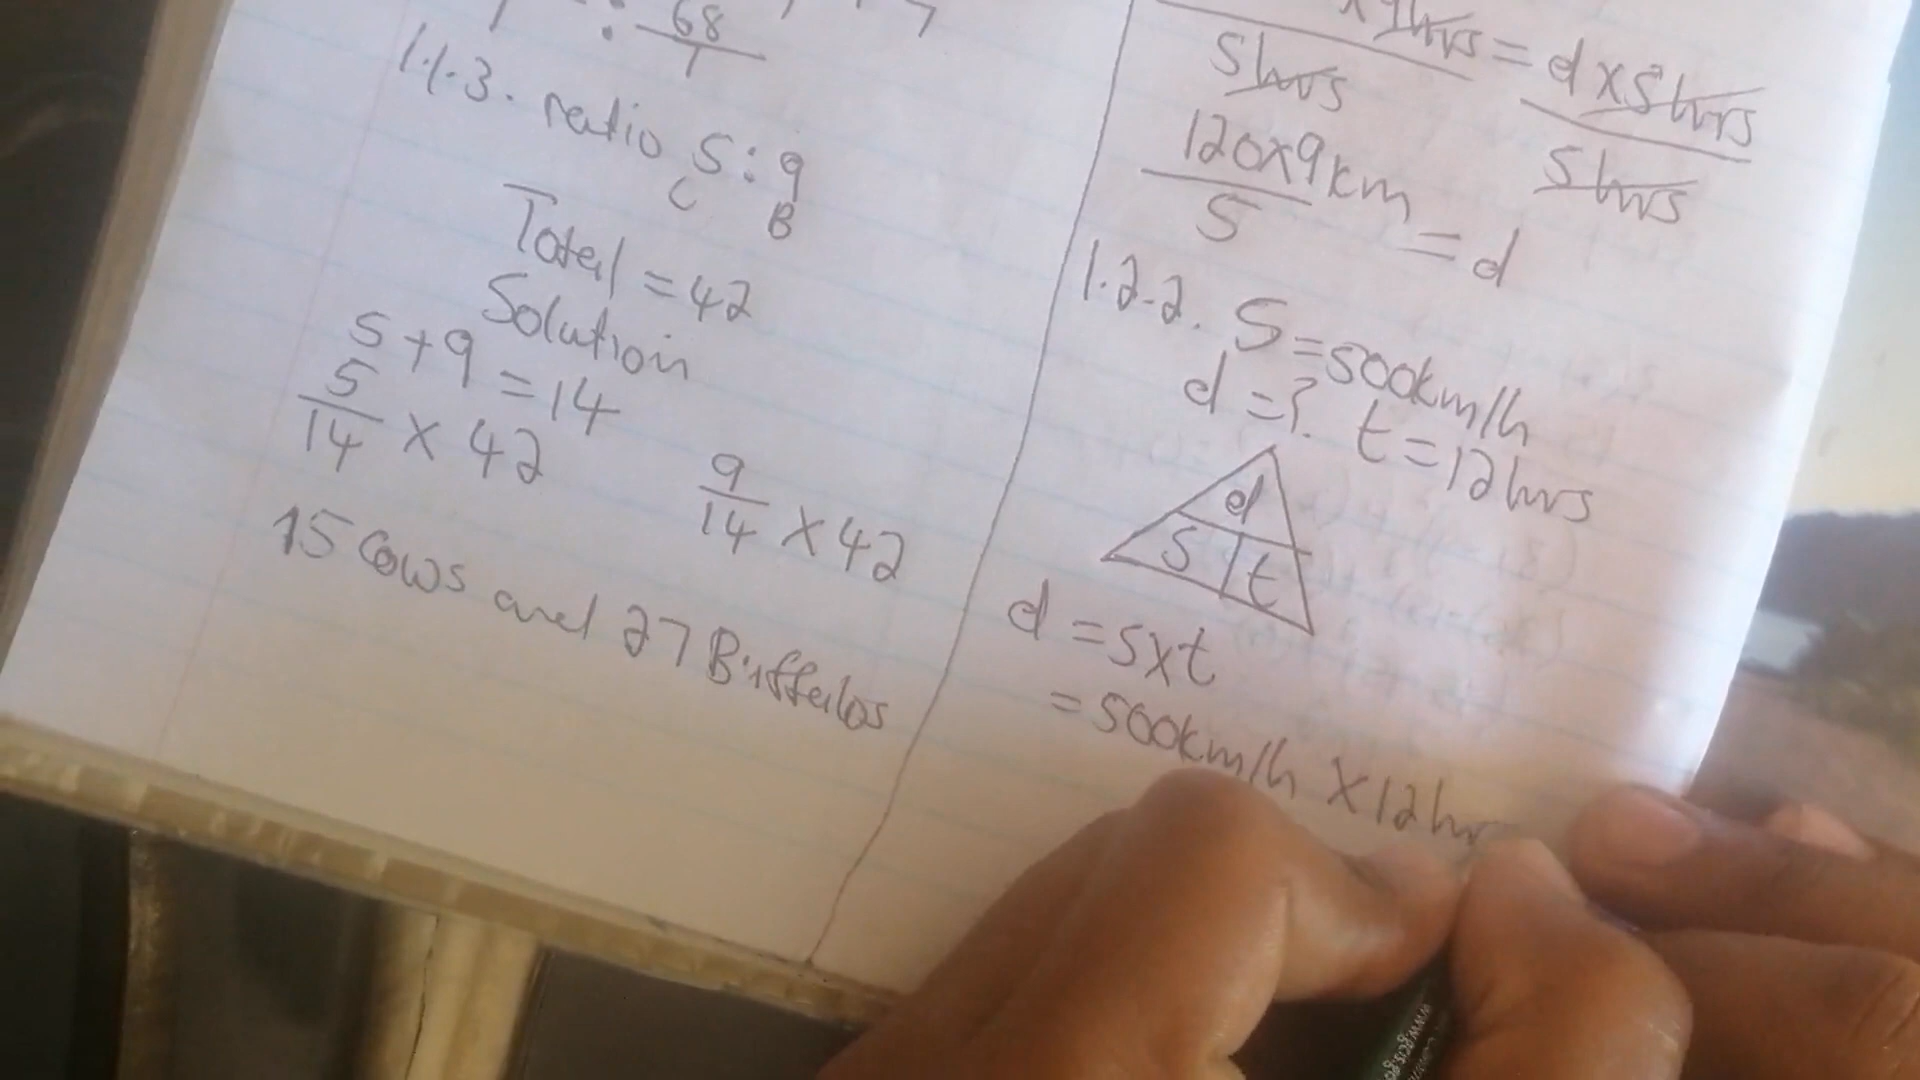 68
1
1.1.3. ratio 5:9
C B
Total = 42
Solution
5+9 = 14
5/14 × 42
9/14 × 42
15 Cows and 27 Buffalos
5hrs = d×5hrs
5hrs
120×9km
5 = d
1.2.2. S = 500km/h
d = ? t = 12hrs
d
S t
d = s×t
= 500km/h × 12hr